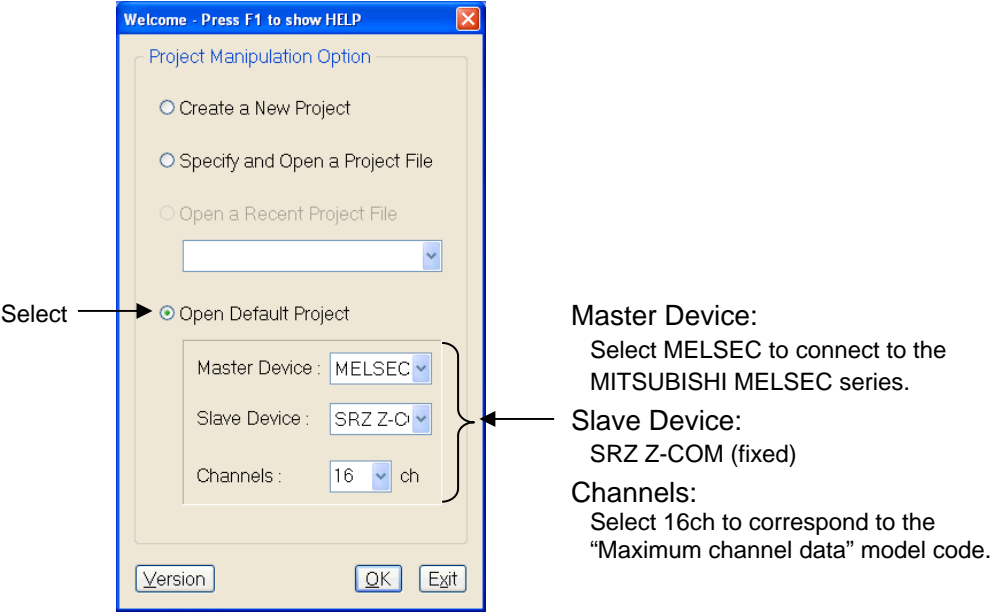 Welcome - Press F1 to show HELP
Project Manipulation Option
Create a New Project
Specify and Open a Project File
Open a Recent Project File
Select
Open Default Project
Master Device :
MELSEC
Slave Device :
SRZ Z-C
Channels :
16
ch
Version
OK
Exit
Master Device:
Select MELSEC to connect to the
MITSUBISHI MELSEC series.
Slave Device:
SRZ Z-COM (fixed)
Channels:
Select 16ch to correspond to the
“Maximum channel data” model code.